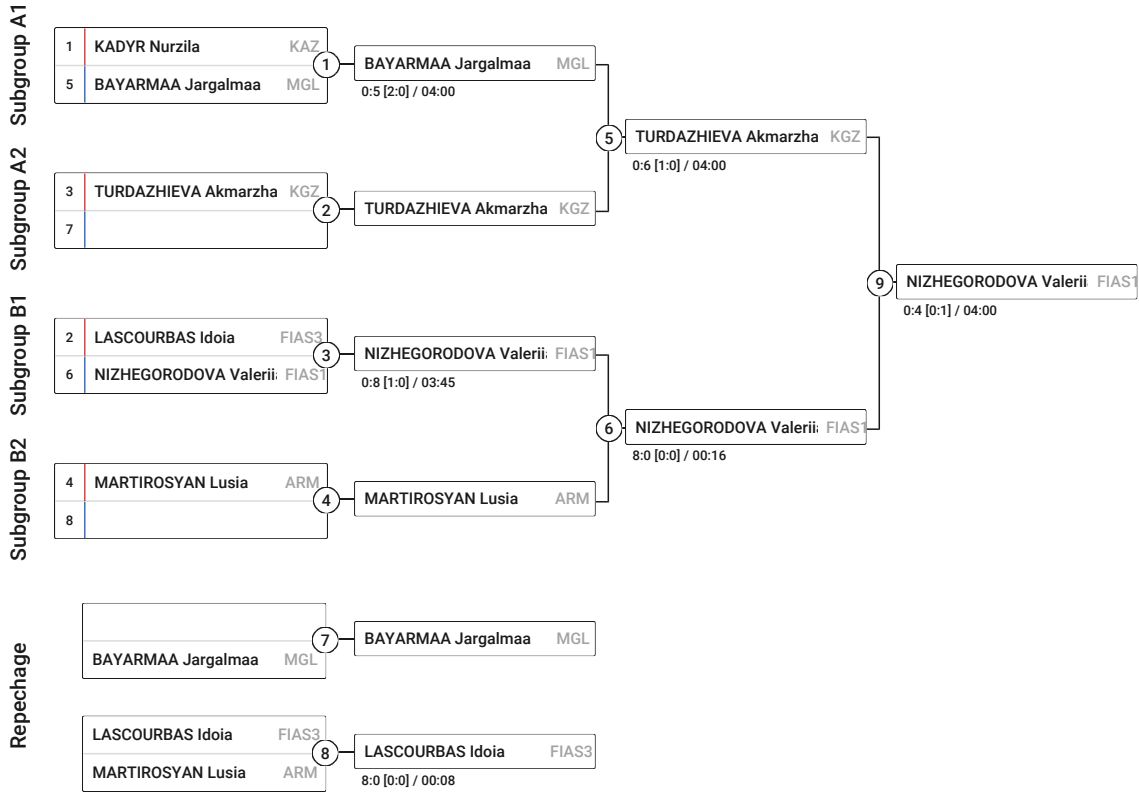 Subgroup A1
1 KADYR Nurzila KAZ
5 BAYARMAA Jargalmaa MGL
1
BAYARMAA Jargalmaa MGL
0:5 [2:0] / 04:00
Subgroup A2
3 TURDAZHIEVA Akmarzha KGZ
7
2
TURDAZHIEVA Akmarzha KGZ
5
TURDAZHIEVA Akmarzha KGZ
0:6 [1:0] / 04:00
Subgroup B1
2 LASCOURBAS Idoia FIAS3
6 NIZHEGORODOVA Valerii FIAS1
3
NIZHEGORODOVA Valerii FIAS1
0:8 [1:0] / 03:45
Subgroup B2
4 MARTIROSYAN Lusia ARM
8
4
MARTIROSYAN Lusia ARM
6
NIZHEGORODOVA Valerii FIAS1
8:0 [0:0] / 00:16
9
NIZHEGORODOVA Valerii FIAS1
0:4 [0:1] / 04:00
Repechage
BAYARMAA Jargalmaa MGL
7
BAYARMAA Jargalmaa MGL
LASCOURBAS Idoia FIAS3
MARTIROSYAN Lusia ARM
8
LASCOURBAS Idoia FIAS3
8:0 [0:0] / 00:08